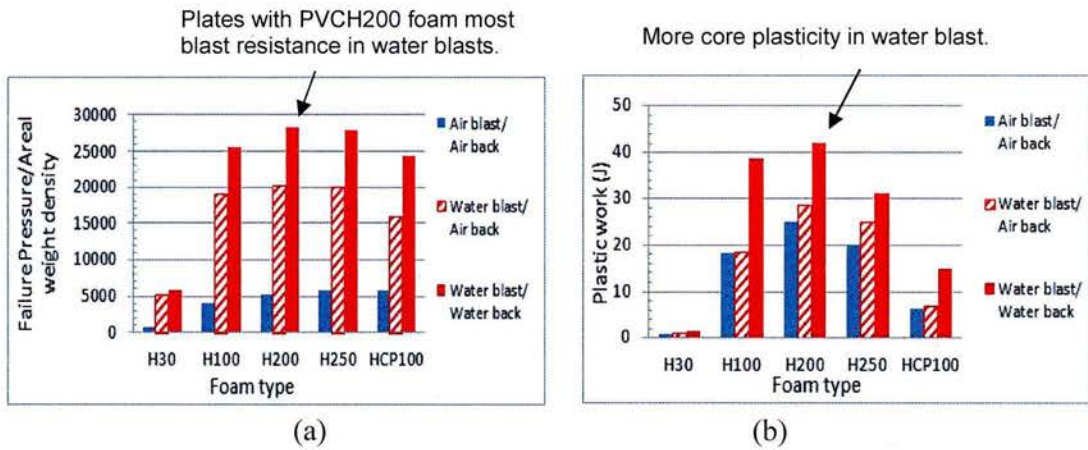 Plates with PVCH200 foam most
blast resistance in water blasts.
Failure Pressure/Areal
weight density
30000
25000
20000
15000
10000
5000
0
H30 H100 H200 H250 HCP100
Foam type
Air blast/
Air back
Water blast/
Air back
Water blast/
Water back
(a)
More core plasticity in water blast.
Plastic work (J)
50
40
30
20
10
0
H30 H100 H200 H250 HCP100
Foam type
Air blast/
Air back
Water blast/
Air back
Water blast/
Water back
(b)